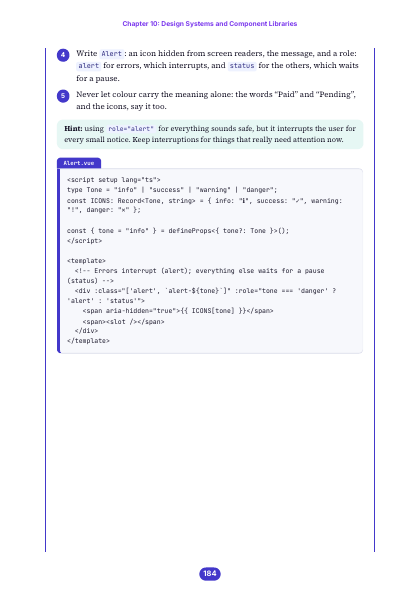 Chapter 10: Design Systems and Component Libraries
4 Write Alert: an icon hidden from screen readers, the message, and a role:
alert for errors, which interrupts, and status for the others, which waits
for a pause.
5 Never let colour carry the meaning alone: the words “Paid” and “Pending”,
and the icons, say it too.
Hint: using role="alert" for everything sounds safe, but it interrupts the user for
every small notice. Keep interruptions for things that really need attention now.
Alert.vue
<script setup lang="ts">
type Tone = "info" | "success" | "warning" | "danger";
const ICONS: Record<Tone, string> = { info: "ℹ", success: "✓", warning:
"!", danger: "×" };
const { tone = "info" } = defineProps<{ tone?: Tone }>();
</script>
<template>
<!-- Errors interrupt (alert); everything else waits for a pause
(status) -->
<div :class="['alert', `alert-${tone}`]" :role="tone === 'danger' ?
'alert' : 'status'">
<span aria-hidden="true">{{ ICONS[tone] }}</span>
<span><slot /></span>
</div>
</template>
184